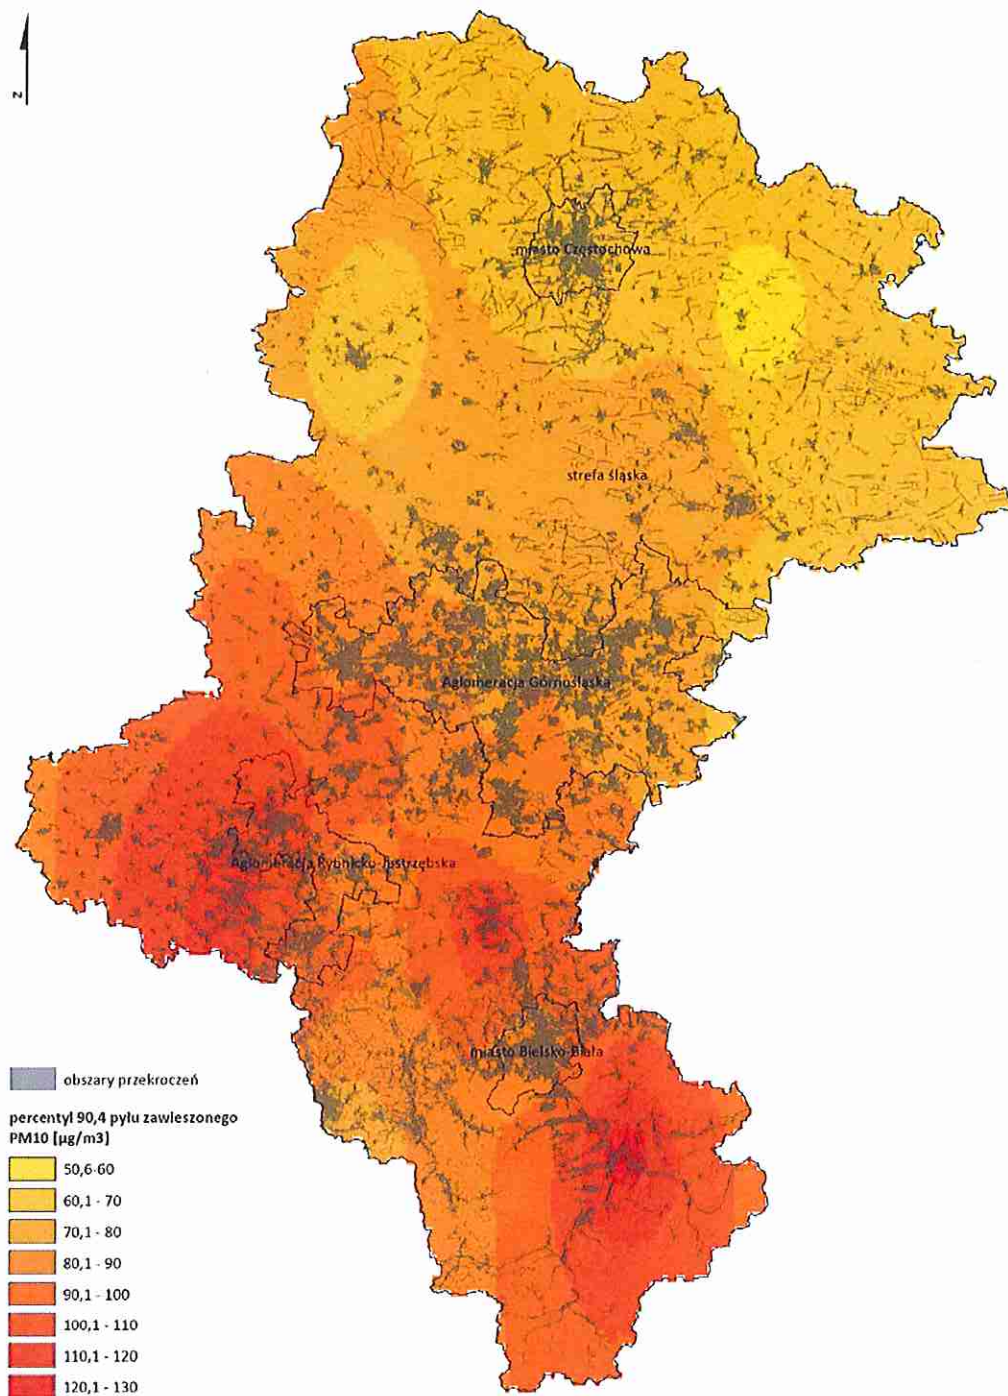 z
miasto Częstochowa
strefa śląska
Aglomeracja Górnośląska
Aglomeracja Rybnicko-Jastrzębska
miasto Bielsko-Biała
obszary przekroczeń
percentyl 90,4 pyłu zawieszonego
PM10 [µg/m3]
50,6-60
60,1 - 70
70,1 - 80
80,1 - 90
90,1 - 100
100,1 - 110
110,1 - 120
120,1 - 130